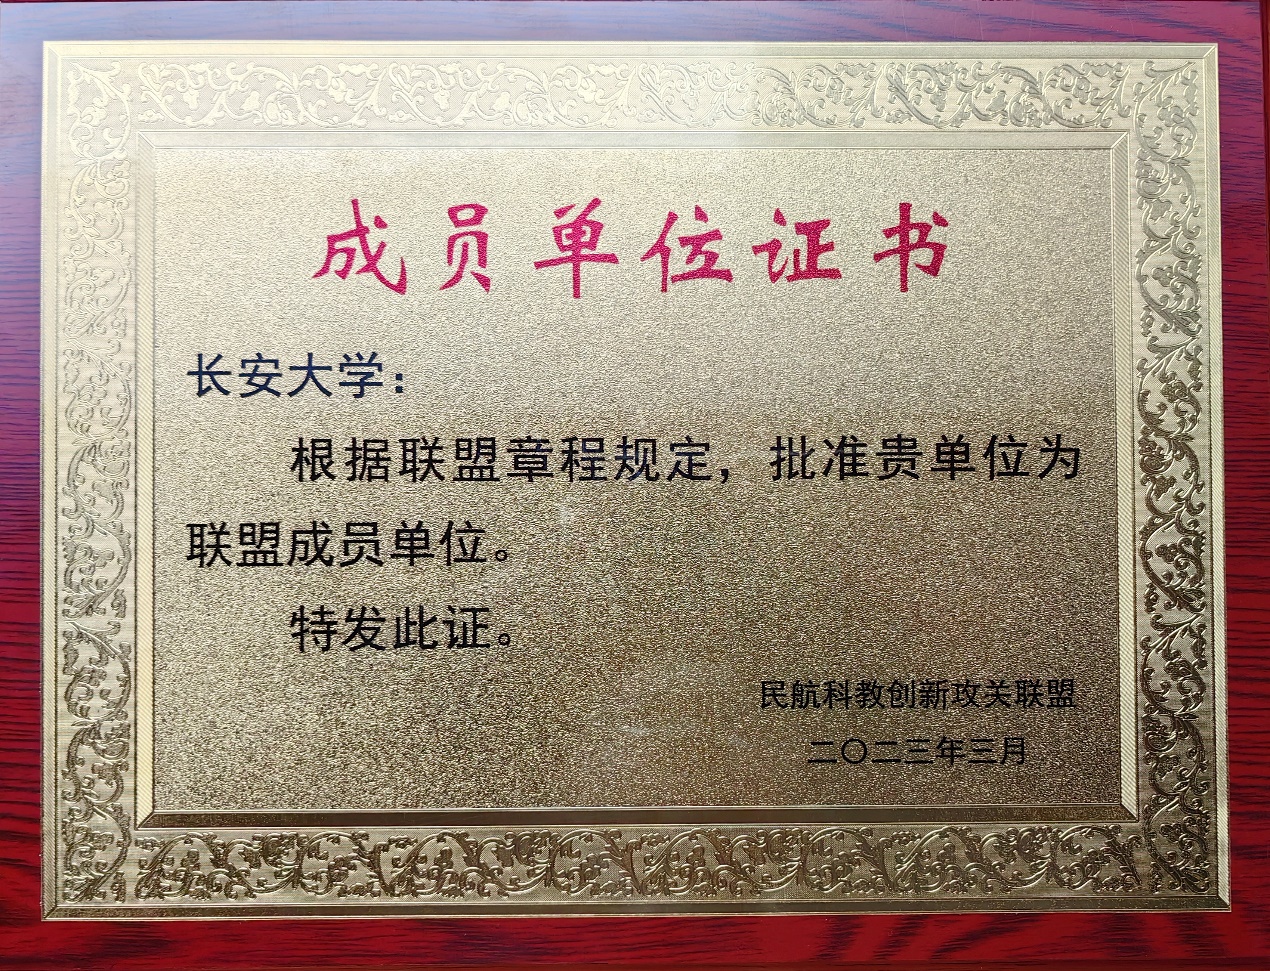 成员单位证书
长安大学：
根据联盟章程规定，批准贵单位为
联盟成员单位。
特发此证。
民航科教创新攻关联盟
二〇二三年三月